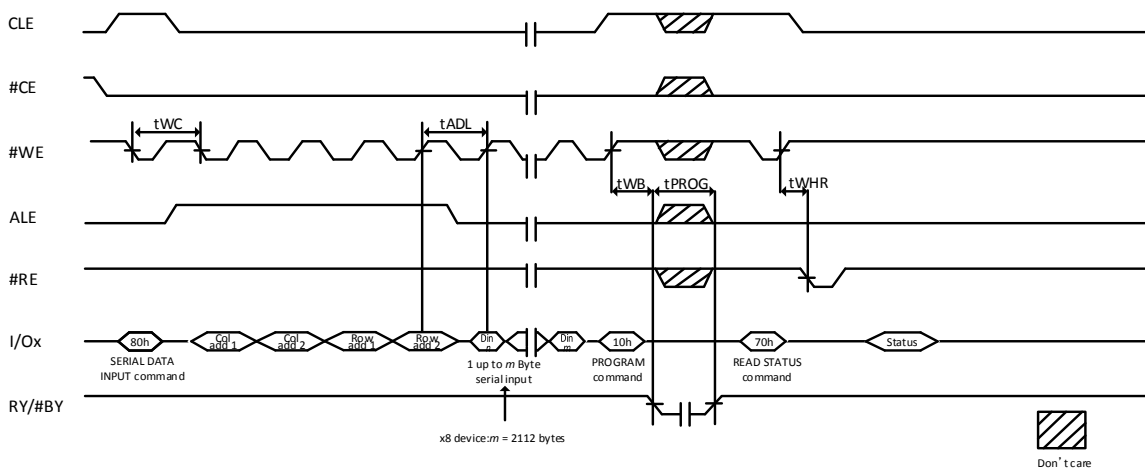 CLE
#CE
tWC
tADL
#WE
tWB
tPROG
tWHR
ALE
#RE
I/Ox
80h
Col
add 1
Col
add 2
Row
add 1
Row
add 2
Din
n
Din
m
10h
70h
Status
SERIAL DATA
INPUT command
1 up to m Byte
serial input
PROGRAM
command
READ STATUS
command
RY/#BY
x8 device:m = 2112 bytes
Don't care